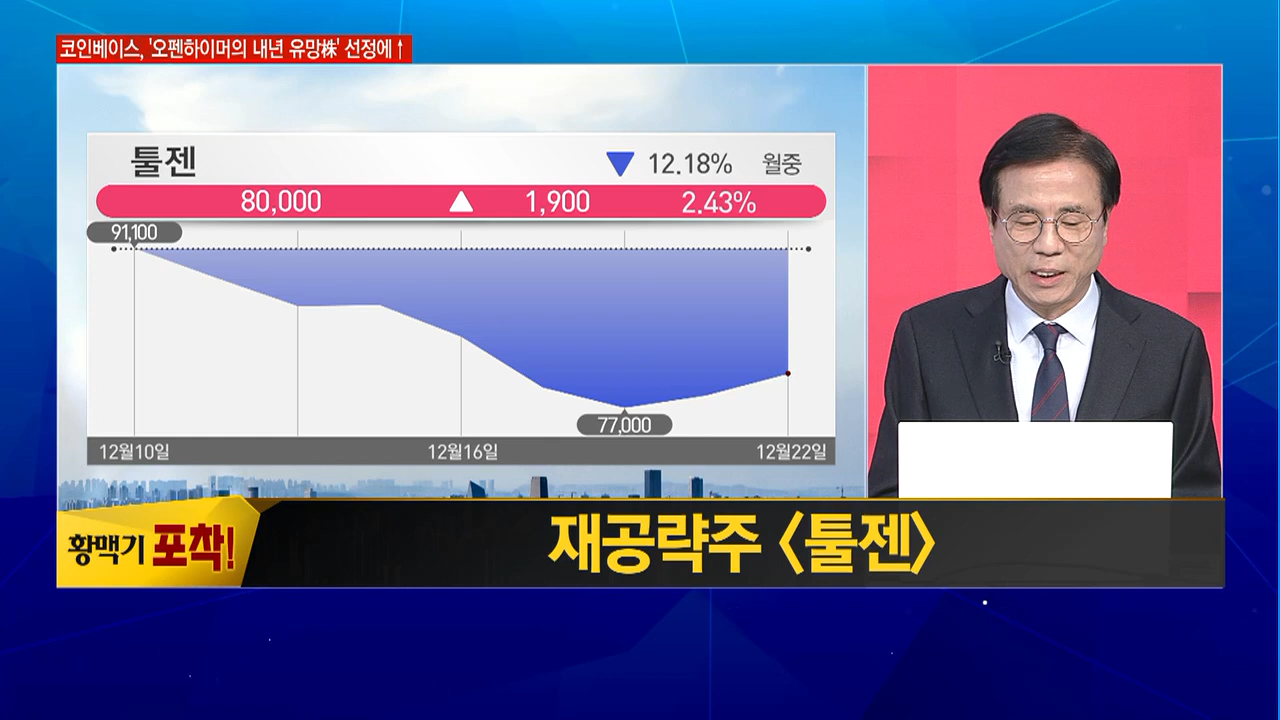 코인베이스, '오펜하이머의 내년 유망株' 선정에↑
툴젠
▼ 12.18% 월중
80,000 △ 1,900 2.43%
91,100
77,000
12월10일 12월16일 12월22일
황맥기 포착!
재공략주 〈툴젠〉